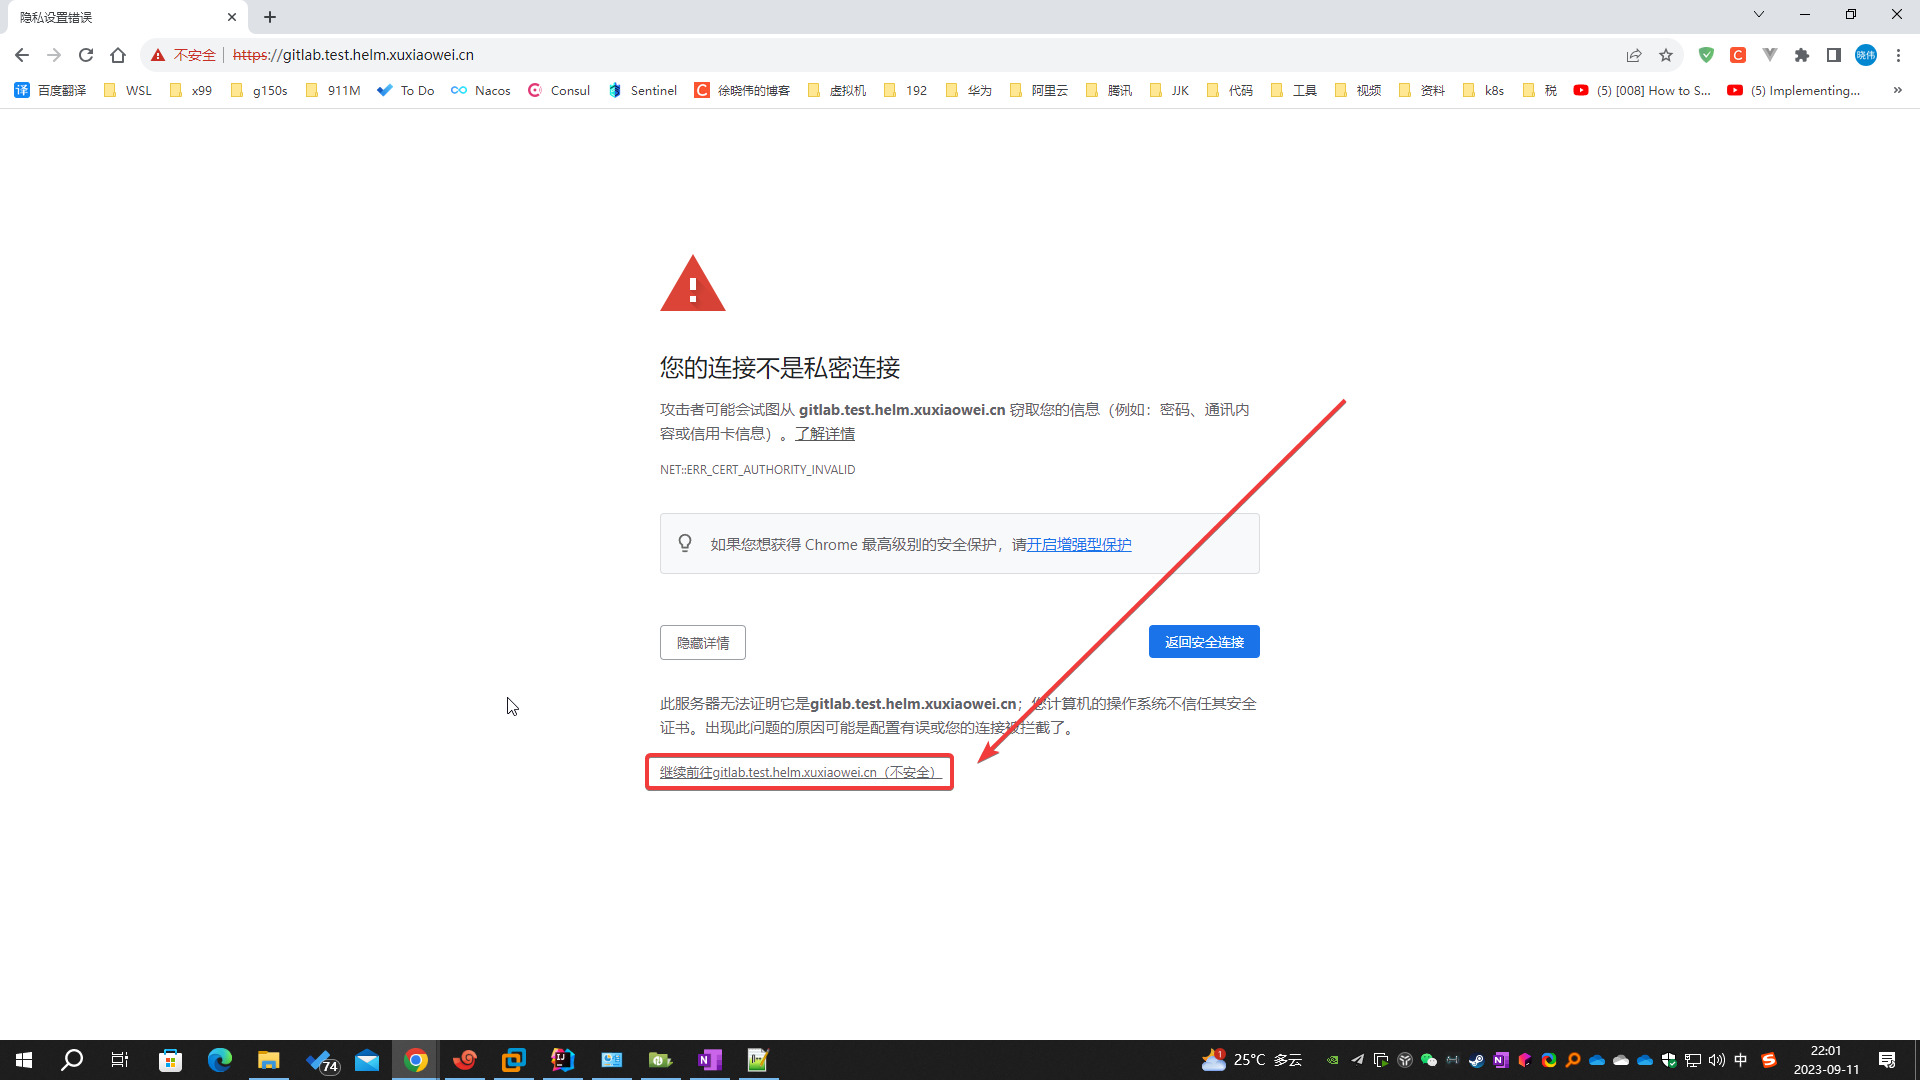 隐私设置错误
不安全 https://gitlab.test.helm.xuxiaowei.cn
晓伟
译 百度翻译 WSL x99 g150s 911M To Do Nacos Consul Sentinel C 徐晓伟的博客 虚拟机 192 华为 阿里云 腾讯 JJK 代码 工具 视频 资料 k8s 税 (5) [008] How to S... (5) Implementing...
您的连接不是私密连接
攻击者可能会试图从 gitlab.test.helm.xuxiaowei.cn 窃取您的信息（例如：密码、通讯内
容或信用卡信息）。了解详情
NET::ERR_CERT_AUTHORITY_INVALID
如果您想获得 Chrome 最高级别的安全保护，请开启增强型保护
隐藏详情 返回安全连接
此服务器无法证明它是gitlab.test.helm.xuxiaowei.cn；您计算机的操作系统不信任其安全
证书。出现此问题的原因可能是配置有误或您的连接被拦截了。
继续前往gitlab.test.helm.xuxiaowei.cn（不安全）
74 1 25°C 多云 中
22:01
2023-09-11